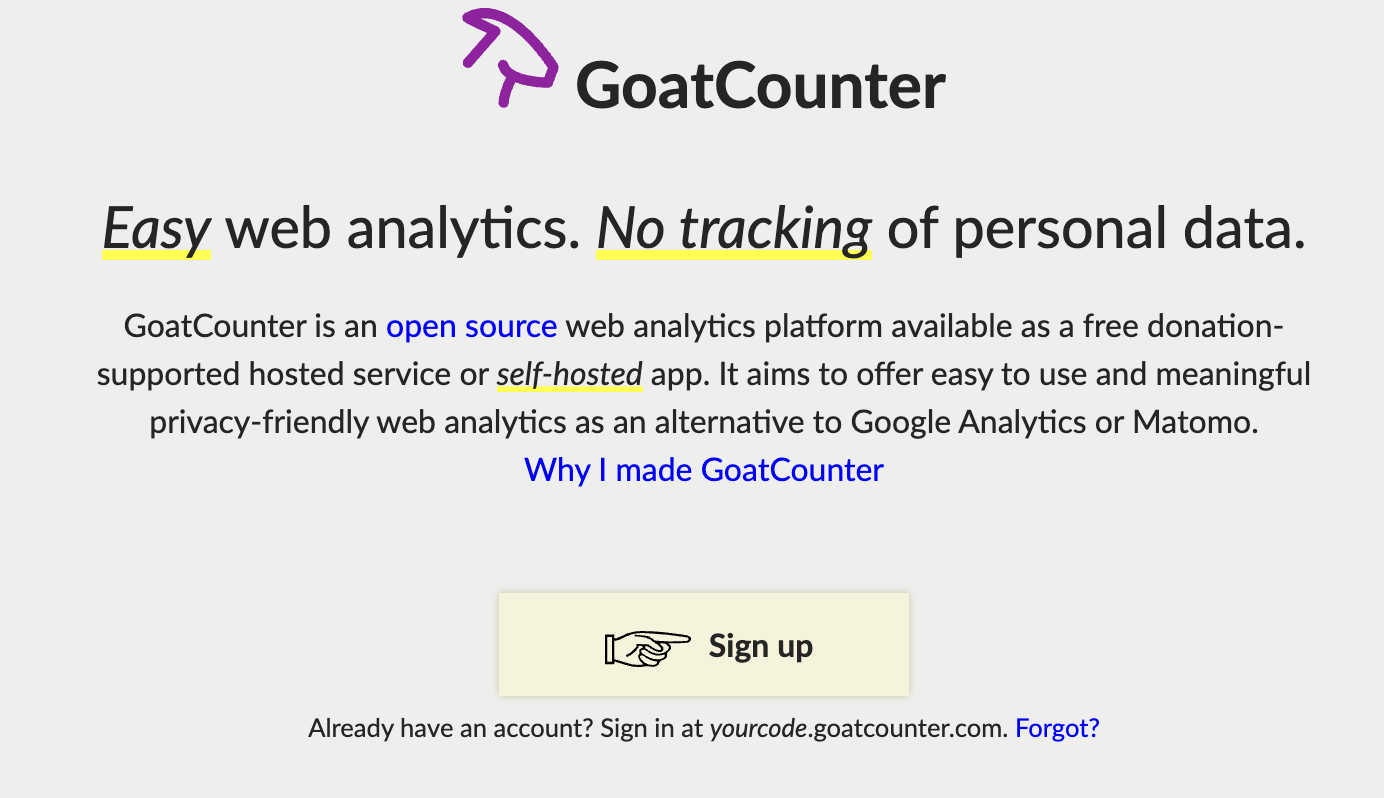 GoatCounter
Easy web analytics. No tracking of personal data.
GoatCounter is an open source web analytics platform available as a free donation-
supported hosted service or self-hosted app. It aims to offer easy to use and meaningful
privacy-friendly web analytics as an alternative to Google Analytics or Matomo.
Why I made GoatCounter
Sign up
Already have an account? Sign in at yourcode.goatcounter.com. Forgot?